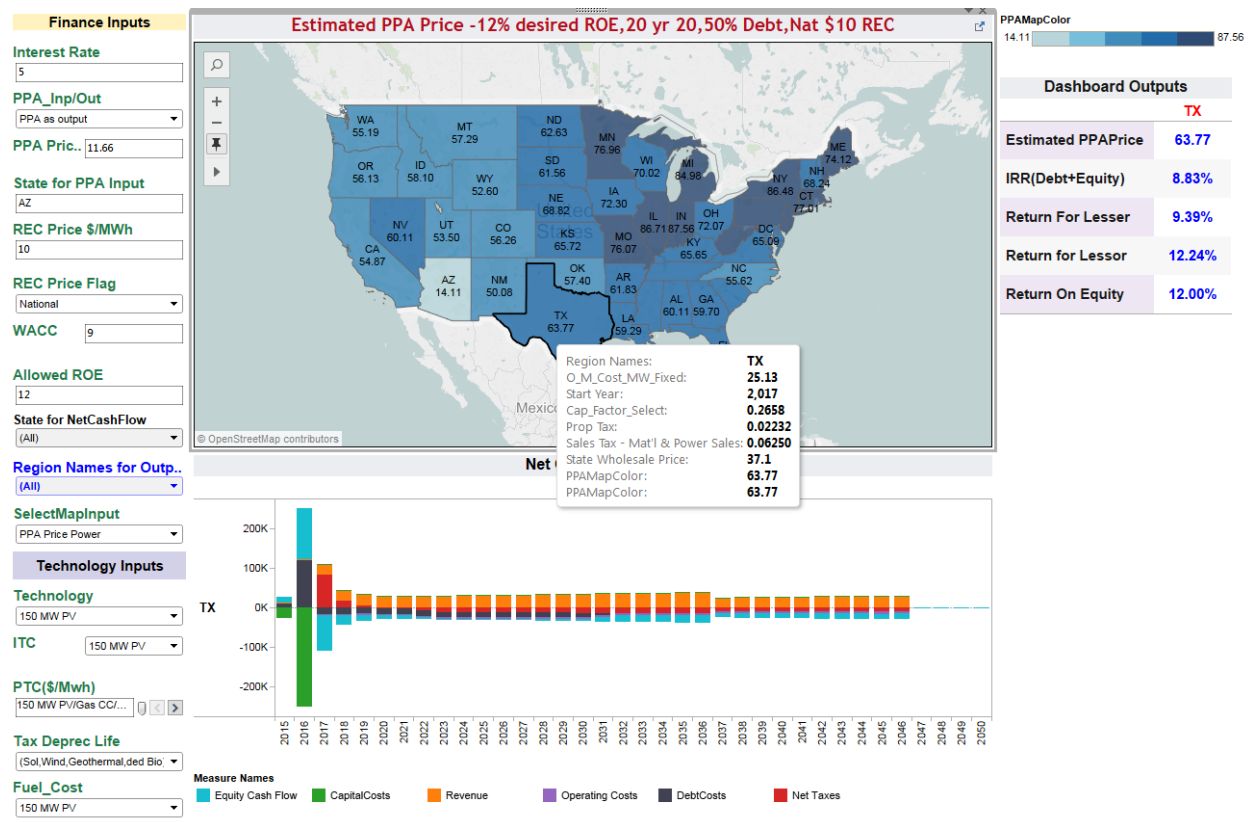 Finance Inputs
Interest Rate
5
PPA_Inp/Out
PPA as output
PPA Pric.. 11.66
State for PPA Input
AZ
REC Price $/MWh
10
REC Price Flag
National
WACC 9
Allowed ROE
12
State for NetCashFlow
(All)
Region Names for Outp..
(All)
SelectMapInput
PPA Price Power
Technology Inputs
Technology
150 MW PV
ITC 150 MW PV
PTC($/Mwh)
150 MW PV/Gas CC/...
Tax Deprec Life
(Sol,Wind,Geothermal,ded Bio)
Fuel_Cost
150 MW PV
Estimated PPA Price -12% desired ROE,20 yr 20,50% Debt,Nat $10 REC
WA
55.19
MT
57.29
ND
62.63
MN
76.96
ME
74.12
OR
56.13
ID
58.10
SD
61.56
WI
70.02
MI
84.98
NH
68.24
WY
52.60
NY
86.48
CT
77.01
IA
72.30
NE
68.82
United
States
NV
60.11
UT
53.50
CO
56.26
KS
65.72
IL
86.71
IN
87.56
OH
72.07
MO
76.07
DC
65.09
KY
65.65
CA
54.87
AZ
14.11
NM
50.08
OK
57.40
AR
61.83
NC
55.62
TX
63.77
LA
59.29
AL
60.11
GA
59.70
Mexico
© OpenStreetMap contributors
Region Names: TX
O_M_Cost_MW_Fixed: 25.13
Start Year: 2,017
Cap_Factor_Select: 0.2658
Prop Tax: 0.02232
Sales Tax - Mat'l & Power Sales: 0.06250
State Wholesale Price: 37.1
PPAMapColor: 63.77
PPAMapColor: 63.77
Net
200K
100K
0K
-100K
-200K
TX
2015 2016 2017 2018 2019 2020 2021 2022 2023 2024 2025 2026 2027 2028 2029 2030 2031 2032 2033 2034 2035 2036 2037 2038 2039 2040 2041 2042 2043 2044 2045 2046 2047 2048 2049 2050
Measure Names
Equity Cash Flow CapitalCosts Revenue Operating Costs DebtCosts Net Taxes
PPAMapColor
14.11 87.56
Dashboard Outputs
TX
Estimated PPAPrice 63.77
IRR(Debt+Equity) 8.83%
Return For Lesser 9.39%
Return for Lessor 12.24%
Return On Equity 12.00%